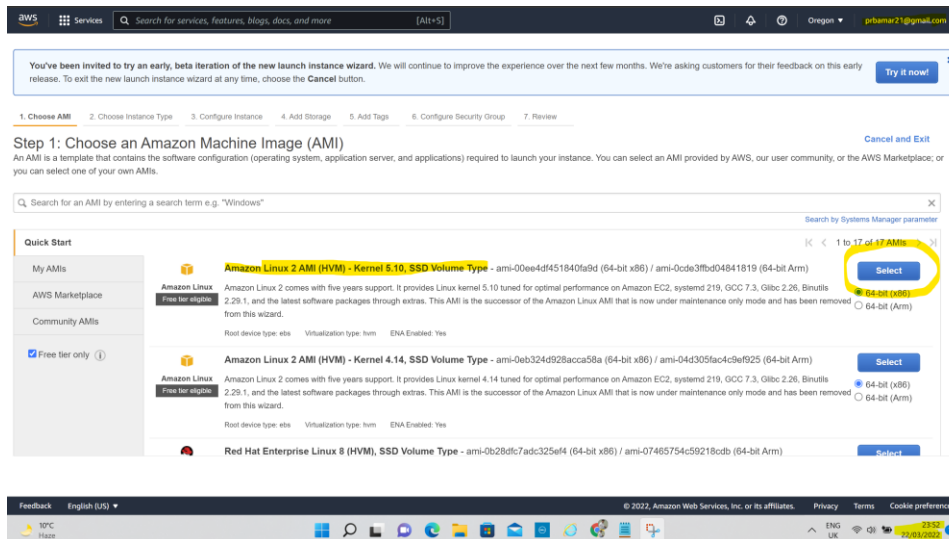 aws Services Search for services, features, blogs, docs, and more [Alt+S] Oregon ▼ prbamar21@gmail.com
You've been invited to try an early, beta iteration of the new launch instance wizard. We will continue to improve the experience over the next few months. We're asking customers for their feedback on this early
release. To exit the new launch instance wizard at any time, choose the Cancel button.
Try it now!
1. Choose AMI 2. Choose Instance Type 3. Configure Instance 4. Add Storage 5. Add Tags 6. Configure Security Group 7. Review
Step 1: Choose an Amazon Machine Image (AMI)
Cancel and Exit
An AMI is a template that contains the software configuration (operating system, application server, and applications) required to launch your instance. You can select an AMI provided by AWS, our user community, or the AWS Marketplace; or
you can select one of your own AMIs.
Search for an AMI by entering a search term e.g. "Windows"
Search by Systems Manager parameter
Quick Start
1 to 17 of 17 AMIs
My AMIs
AWS Marketplace
Community AMIs
Free tier only
Amazon Linux
Free tier eligible
Amazon Linux 2 AMI (HVM) - Kernel 5.10, SSD Volume Type - ami-00ee4df451840fa9d (64-bit x86) / ami-0cde3ffbd04841819 (64-bit Arm)
Amazon Linux 2 comes with five years support. It provides Linux kernel 5.10 tuned for optimal performance on Amazon EC2, systemd 219, GCC 7.3, Glibc 2.26, Binutils
2.29.1, and the latest software packages through extras. This AMI is the successor of the Amazon Linux AMI that is now under maintenance only mode and has been removed
from this wizard.
Root device type: ebs Virtualization type: hvm ENA Enabled: Yes
Select
64-bit (x86)
64-bit (Arm)
Amazon Linux
Free tier eligible
Amazon Linux 2 AMI (HVM) - Kernel 4.14, SSD Volume Type - ami-0eb324d928acca58a (64-bit x86) / ami-04d305fac4c9ef925 (64-bit Arm)
Amazon Linux 2 comes with five years support. It provides Linux kernel 4.14 tuned for optimal performance on Amazon EC2, systemd 219, GCC 7.3, Glibc 2.26, Binutils
2.29.1, and the latest software packages through extras. This AMI is the successor of the Amazon Linux AMI that is now under maintenance only mode and has been removed
from this wizard.
Root device type: ebs Virtualization type: hvm ENA Enabled: Yes
Select
64-bit (x86)
64-bit (Arm)
Red Hat Enterprise Linux 8 (HVM), SSD Volume Type - ami-0b28dfc7adc325ef4 (64-bit x86) / ami-07465754c59218cdb (64-bit Arm)
Select
Feedback English (US) ▼ © 2022, Amazon Web Services, Inc. or its affiliates. Privacy Terms Cookie preference
10°C
Haze
ENG
UK
23:52
22/03/2022